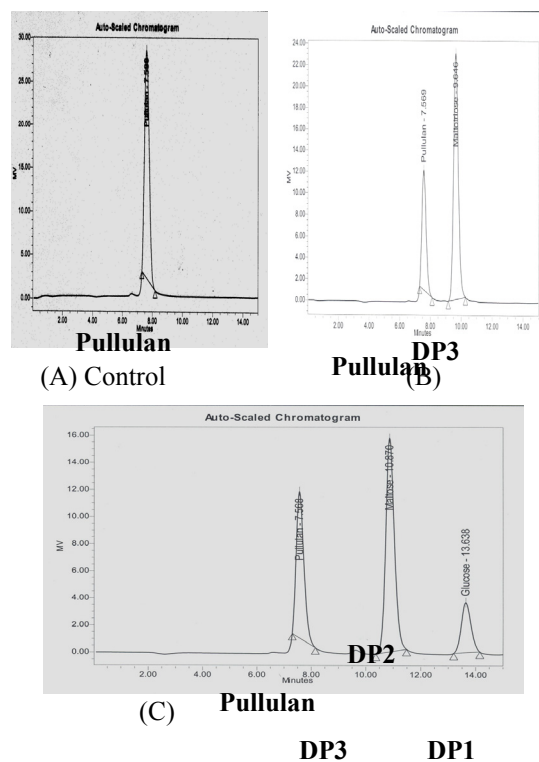 Auto-Scaled Chromatogram
30.00
25.00
20.00
15.00
10.00
5.00
0.00
MV
2.00 4.00 6.00 8.00 10.00 12.00 14.00
Minutes
Pullulan
(A) Control
Auto-Scaled Chromatogram
24.00
22.00
20.00
18.00
16.00
14.00
12.00
10.00
8.00
6.00
4.00
2.00
0.00
MV
Pullulan - 7.569
Maltotriose - 9.646
2.00 4.00 6.00 8.00 10.00 12.00 14.00
Minutes
Pullulan DP3
(B)
Auto-Scaled Chromatogram
16.00
14.00
12.00
10.00
8.00
6.00
4.00
2.00
0.00
MV
Maltose - 10.870
Glucose - 13.638
2.00 4.00 6.00 8.00 10.00 12.00 14.00
Minutes
DP2
Pullulan
(C)
DP3 DP1